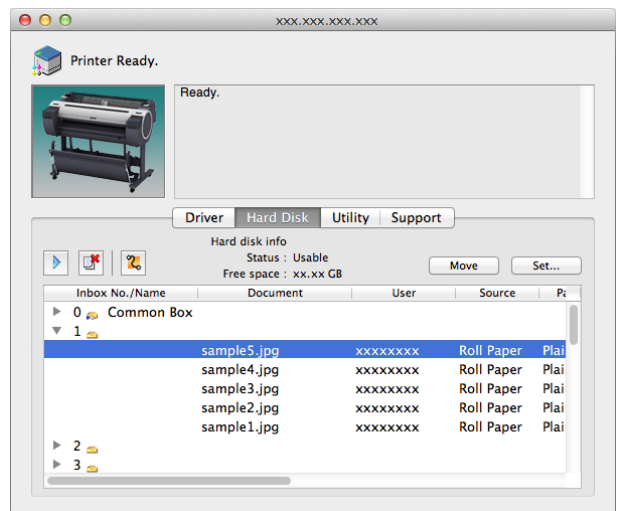 xxx.xxx.xxx.xxx
Printer Ready.
Ready.
Driver Hard Disk Utility Support
Hard disk info
Status : Usable
Free space : xx.xx GB
Move Set...
Inbox No./Name Document User Source Pa
0 Common Box
1
sample5.jpg xxxxxxxx Roll Paper Plai
sample4.jpg xxxxxxxx Roll Paper Plai
sample3.jpg xxxxxxxx Roll Paper Plai
sample2.jpg xxxxxxxx Roll Paper Plai
sample1.jpg xxxxxxxx Roll Paper Plai
2
3